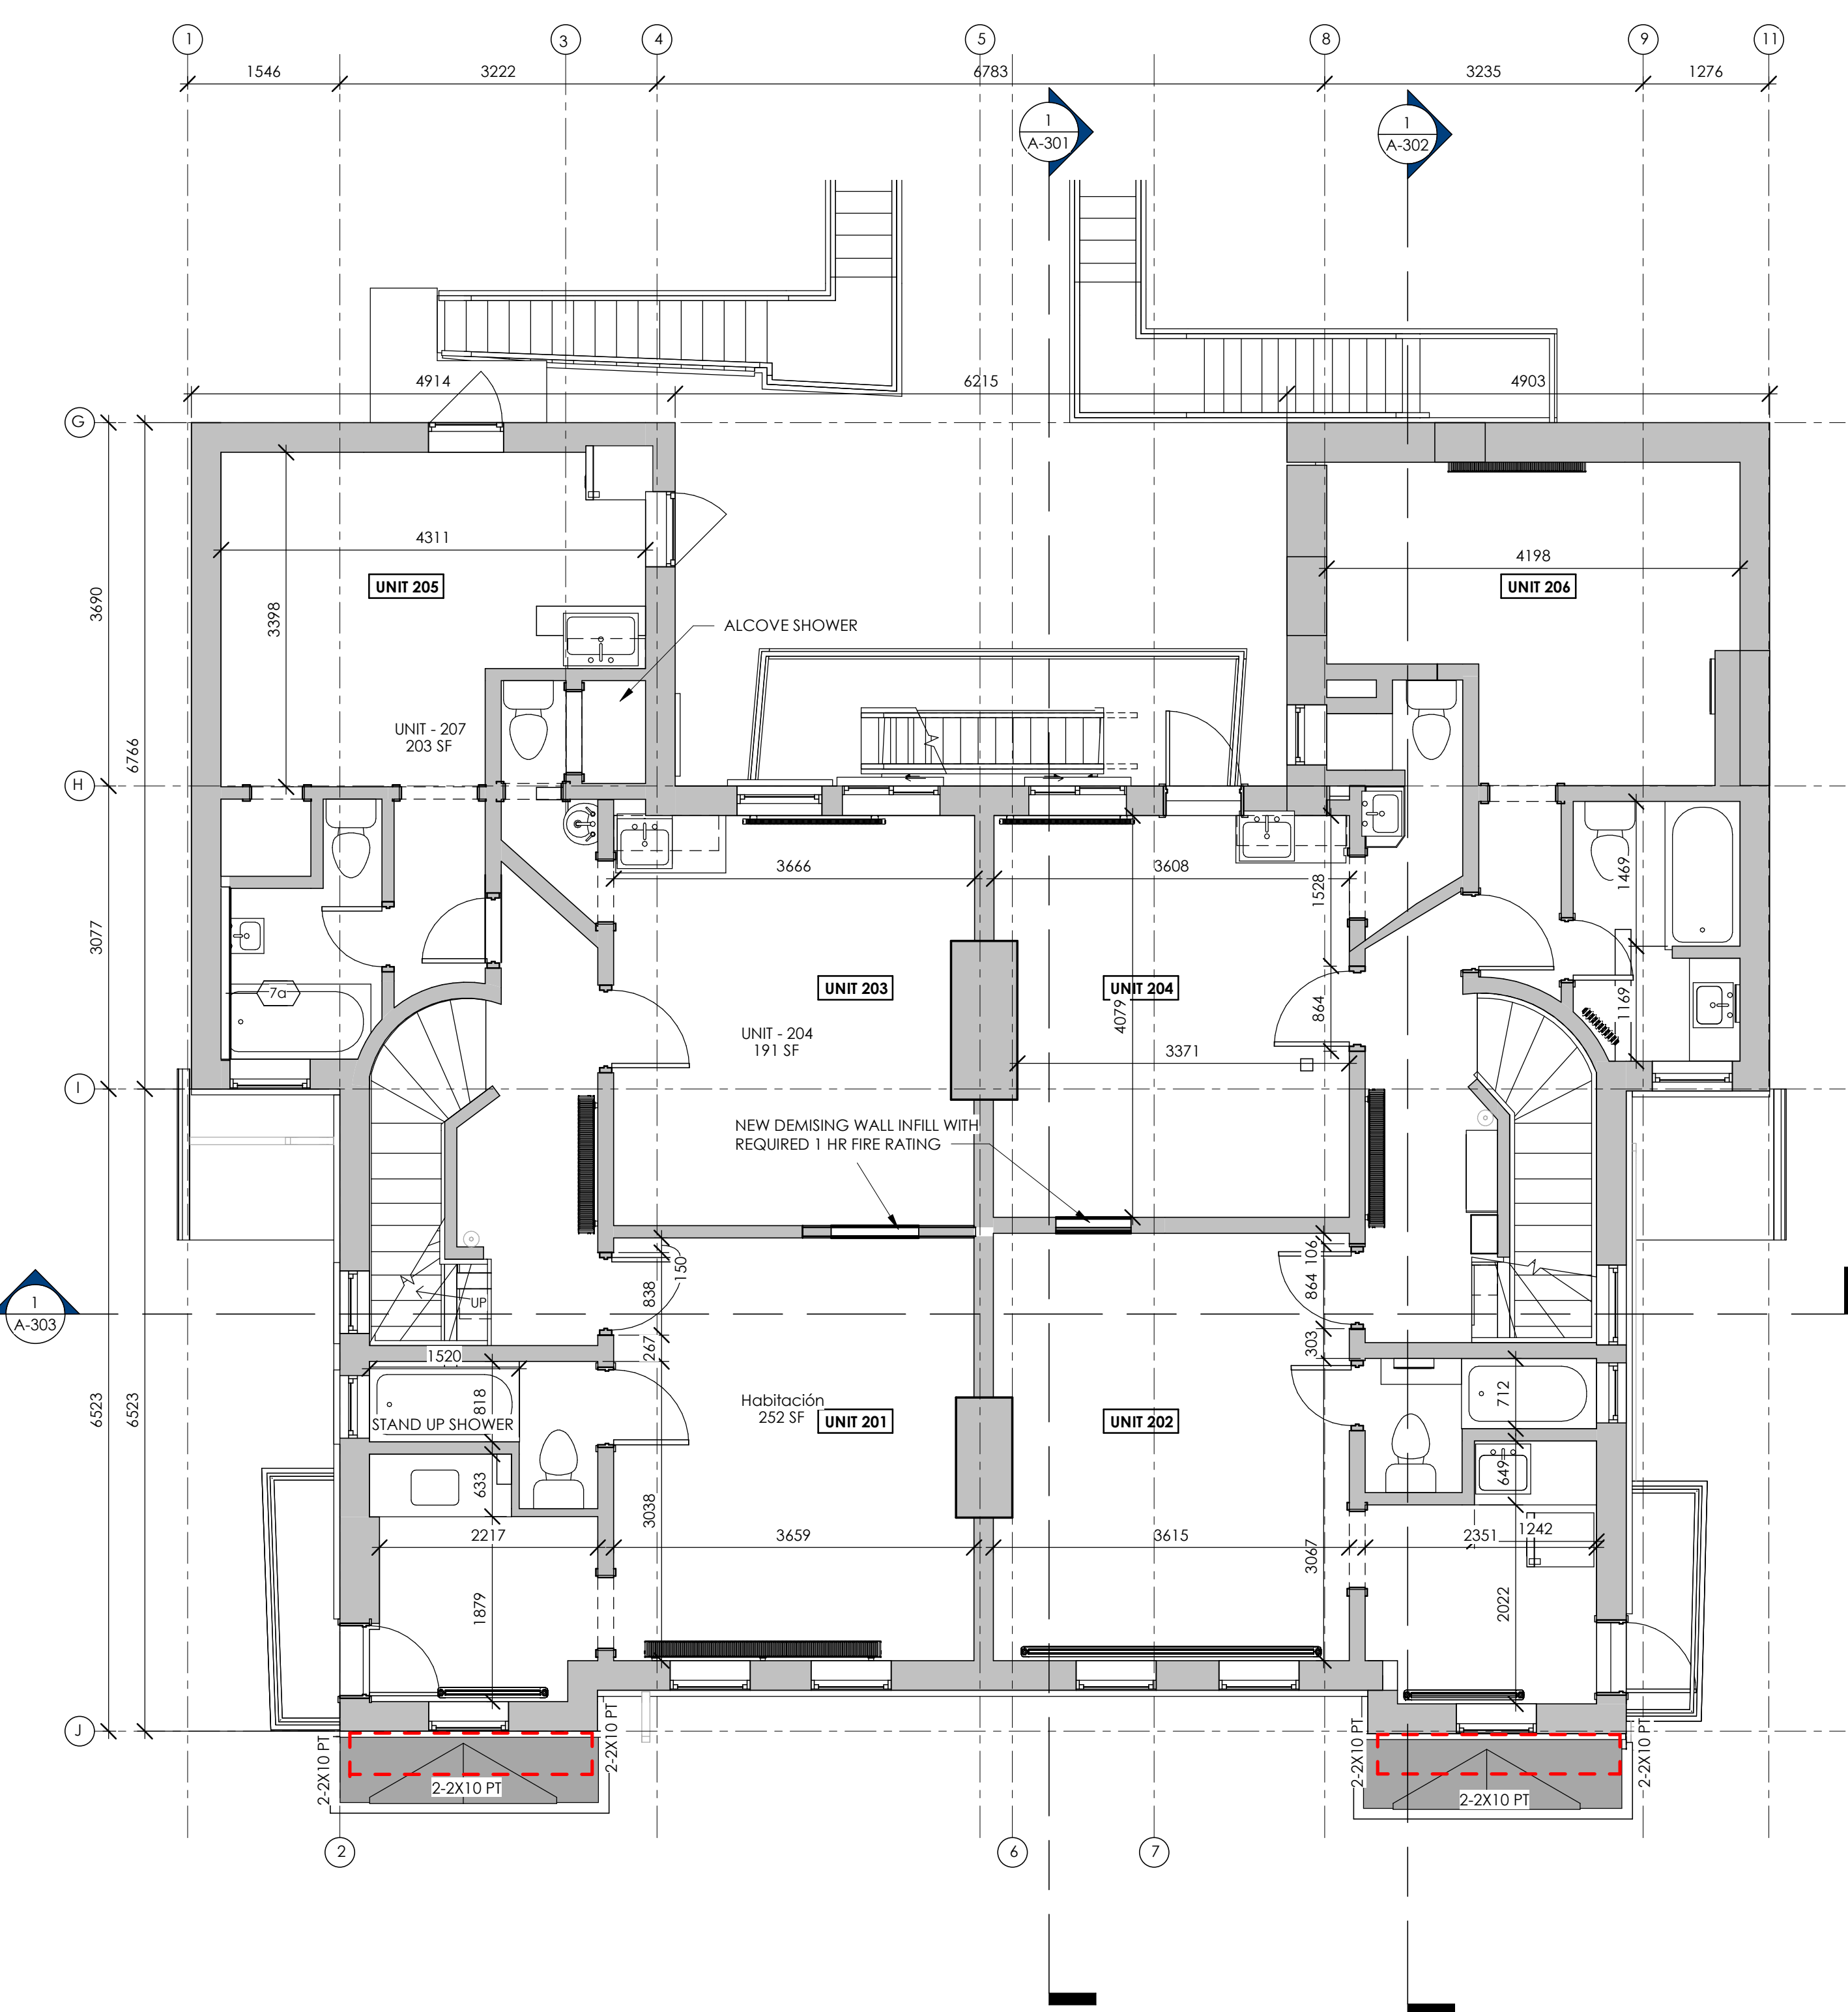 1
3
4
5
8
9
11
1546
3222
6783
3235
1276
1
A-301
1
A-302
4914
6215
4903
G
4311
4198
UNIT 205
UNIT 206
3690
3398
ALCOVE SHOWER
UNIT - 207
203 SF
6766
H
3666
3608
1528
1469
3077
7a
UNIT 203
UNIT 204
4079
864
1169
UNIT - 204
191 SF
3371
I
NEW DEMISING WALL INFILL WITH
REQUIRED 1 HR FIRE RATING
150
106
838
864
UP
1
A-303
267
303
1520
818
712
STAND UP SHOWER
Habitación
252 SF
UNIT 201
UNIT 202
6523
6523
633
649
3038
2217
3659
3615
3067
2351
1242
1879
2022
J
2-2X10 PT
2-2X10 PT
2-2X10 PT
2-2X10 PT
2-2X10 PT
2-2X10 PT
2
6
7